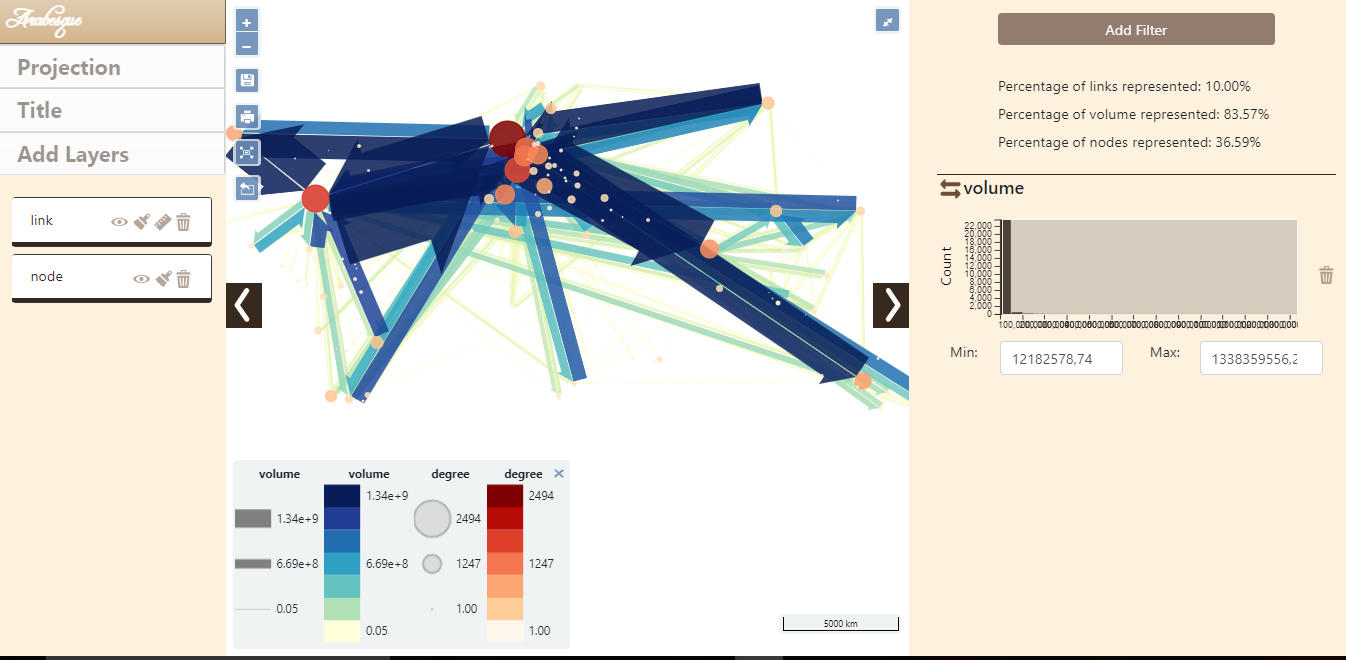 Arabesque
Projection
Title
Add Layers
link
node
+
−
volume volume degree degree ×
1.34e+9 1.34e+9 2494 2494
6.69e+8 6.69e+8 1247 1247
0.05 0.05 1.00 1.00
5000 km
Add Filter
Percentage of links represented: 10.00%
Percentage of volume represented: 83.57%
Percentage of nodes represented: 36.59%
volume
Count
22,000
20,000
18,000
16,000
14,000
12,000
10,000
8,000
6,000
4,000
2,000
0
Min: 12182578,74 Max: 1338359556,2